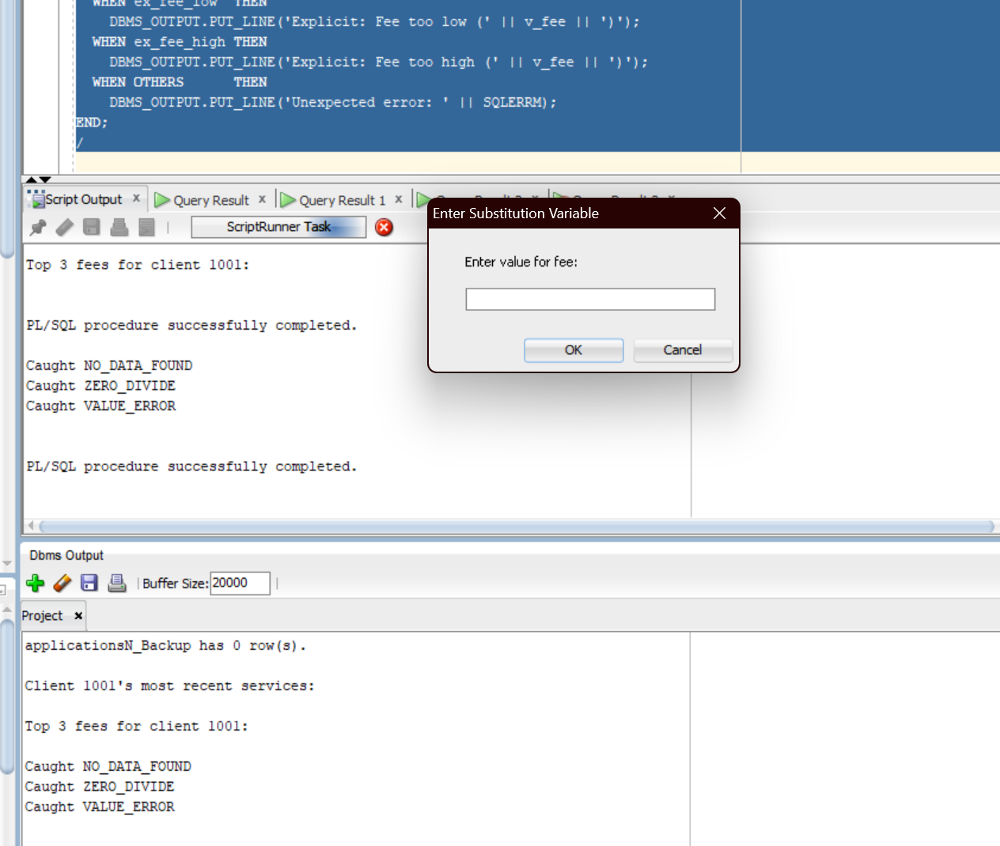 WHEN ex_fee_low  THEN
DBMS_OUTPUT.PUT_LINE('Explicit: Fee too low (' || v_fee || ')');
WHEN ex_fee_high THEN
DBMS_OUTPUT.PUT_LINE('Explicit: Fee too high (' || v_fee || ')');
WHEN OTHERS      THEN
DBMS_OUTPUT.PUT_LINE('Unexpected error: ' || SQLERRM);
END;
/
Script Output x Query Result x Query Result 1 x
ScriptRunner Task
Top 3 fees for client 1001:
PL/SQL procedure successfully completed.
Caught NO_DATA_FOUND
Caught ZERO_DIVIDE
Caught VALUE_ERROR
PL/SQL procedure successfully completed.
Enter Substitution Variable
Enter value for fee:
OK Cancel
Dbms Output
Buffer Size: 20000
Project x
applicationsN_Backup has 0 row(s).
Client 1001's most recent services:
Top 3 fees for client 1001:
Caught NO_DATA_FOUND
Caught ZERO_DIVIDE
Caught VALUE_ERROR